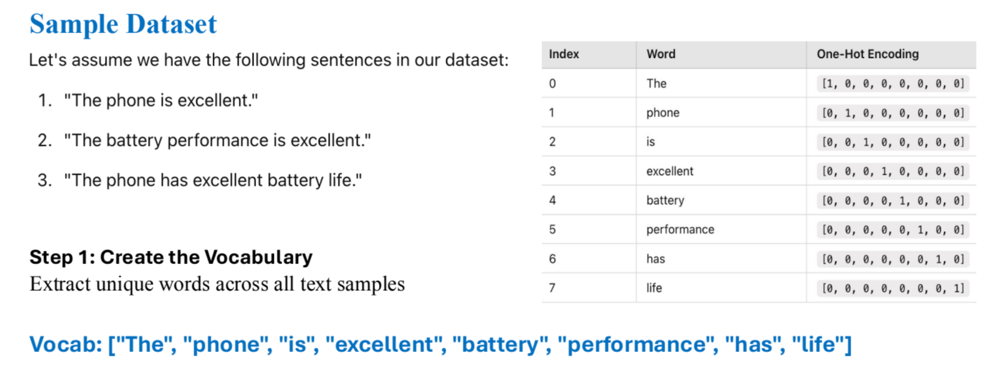 Sample Dataset
Let's assume we have the following sentences in our dataset:
1. "The phone is excellent."
2. "The battery performance is excellent."
3. "The phone has excellent battery life."
Step 1: Create the Vocabulary
Extract unique words across all text samples
Index Word One-Hot Encoding
0 The [1, 0, 0, 0, 0, 0, 0, 0]
1 phone [0, 1, 0, 0, 0, 0, 0, 0]
2 is [0, 0, 1, 0, 0, 0, 0, 0]
3 excellent [0, 0, 0, 1, 0, 0, 0, 0]
4 battery [0, 0, 0, 0, 1, 0, 0, 0]
5 performance [0, 0, 0, 0, 0, 1, 0, 0]
6 has [0, 0, 0, 0, 0, 0, 1, 0]
7 life [0, 0, 0, 0, 0, 0, 0, 1]
Vocab: ["The", "phone", "is", "excellent", "battery", "performance", "has", "life"]